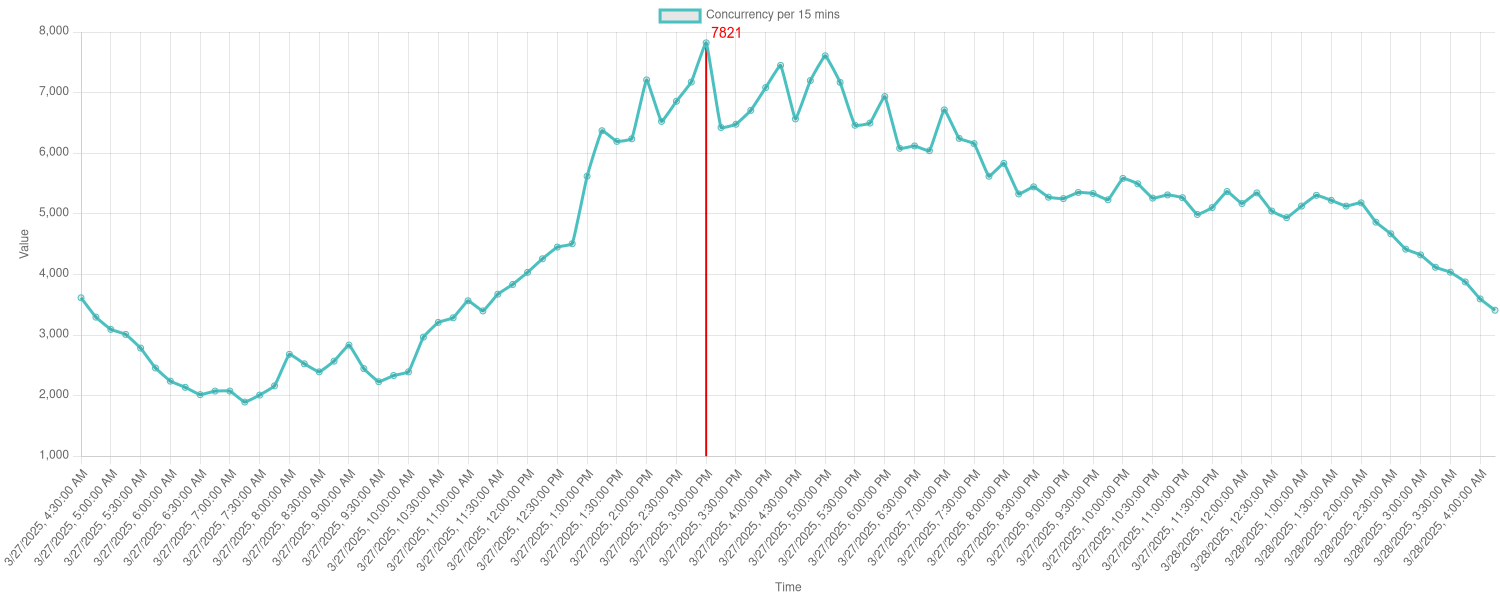 Concurrency per 15 mins
7821
8,000
7,000
6,000
5,000
4,000
3,000
2,000
1,000
Value
3/27/2025, 4:30:00 AM
3/27/2025, 5:00:00 AM
3/27/2025, 5:30:00 AM
3/27/2025, 6:00:00 AM
3/27/2025, 6:30:00 AM
3/27/2025, 7:00:00 AM
3/27/2025, 7:30:00 AM
3/27/2025, 8:00:00 AM
3/27/2025, 8:30:00 AM
3/27/2025, 9:00:00 AM
3/27/2025, 9:30:00 AM
3/27/2025, 10:00:00 AM
3/27/2025, 10:30:00 AM
3/27/2025, 11:00:00 AM
3/27/2025, 11:30:00 AM
3/27/2025, 12:00:00 PM
3/27/2025, 12:30:00 PM
3/27/2025, 1:00:00 PM
3/27/2025, 1:30:00 PM
3/27/2025, 2:00:00 PM
3/27/2025, 2:30:00 PM
3/27/2025, 3:00:00 PM
3/27/2025, 3:30:00 PM
3/27/2025, 4:00:00 PM
3/27/2025, 4:30:00 PM
3/27/2025, 5:00:00 PM
3/27/2025, 5:30:00 PM
3/27/2025, 6:00:00 PM
3/27/2025, 6:30:00 PM
3/27/2025, 7:00:00 PM
3/27/2025, 7:30:00 PM
3/27/2025, 8:00:00 PM
3/27/2025, 8:30:00 PM
3/27/2025, 9:00:00 PM
3/27/2025, 9:30:00 PM
3/27/2025, 10:00:00 PM
3/27/2025, 10:30:00 PM
3/27/2025, 11:00:00 PM
3/27/2025, 11:30:00 PM
3/28/2025, 12:00:00 AM
3/28/2025, 12:30:00 AM
3/28/2025, 1:00:00 AM
3/28/2025, 1:30:00 AM
3/28/2025, 2:00:00 AM
3/28/2025, 2:30:00 AM
3/28/2025, 3:00:00 AM
3/28/2025, 3:30:00 AM
3/28/2025, 4:00:00 AM
Time